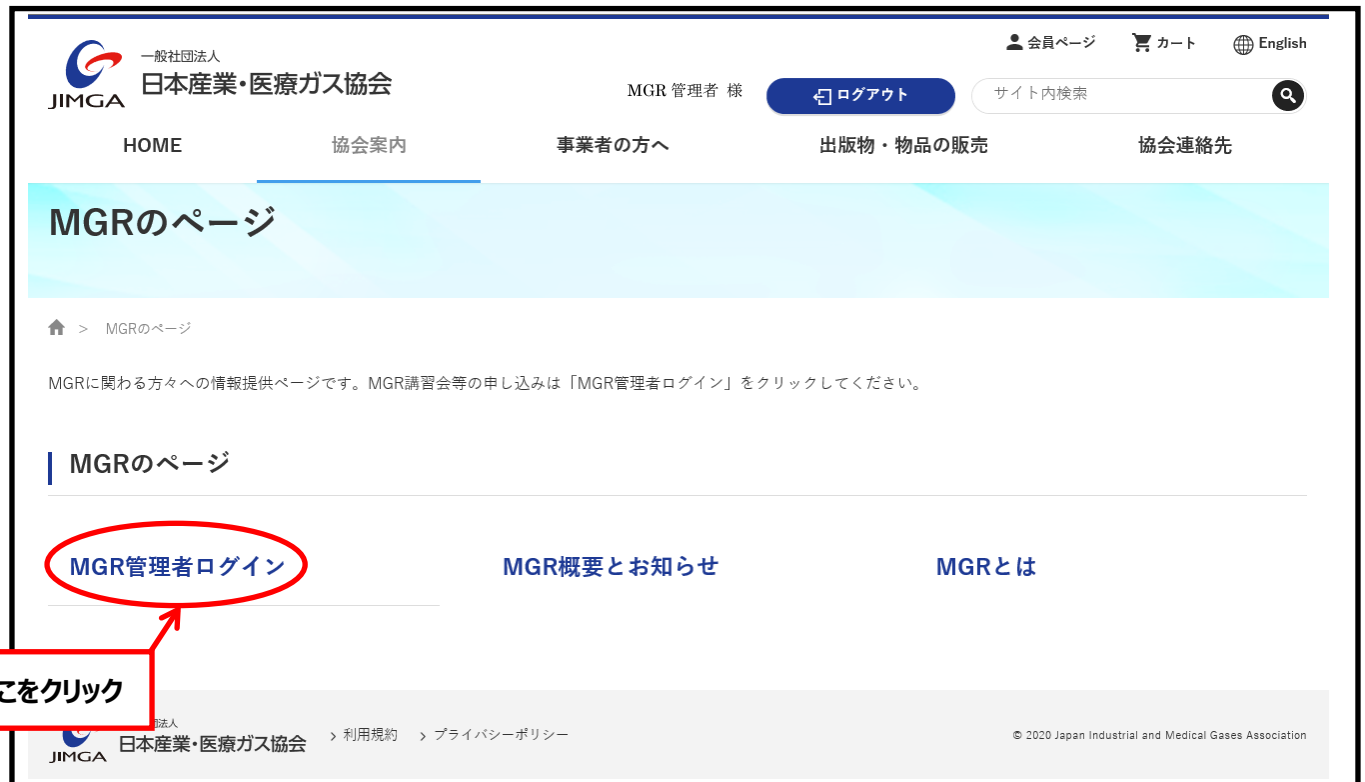 一般社団法人
日本産業・医療ガス協会
JIMGA
会員ページ
カート
English
MGR 管理者 様
ログアウト
サイト内検索
HOME
協会案内
事業者の方へ
出版物・物品の販売
協会連絡先
MGRのページ
> MGRのページ
MGRに関わる方々への情報提供ページです。MGR講習会等の申し込みは「MGR管理者ログイン」をクリックしてください。
MGRのページ
MGR管理者ログイン
MGR概要とお知らせ
MGRとは
こをクリック
法人
日本産業・医療ガス協会
JIMGA
> 利用規約
> プライバシーポリシー
© 2020 Japan Industrial and Medical Gases Association